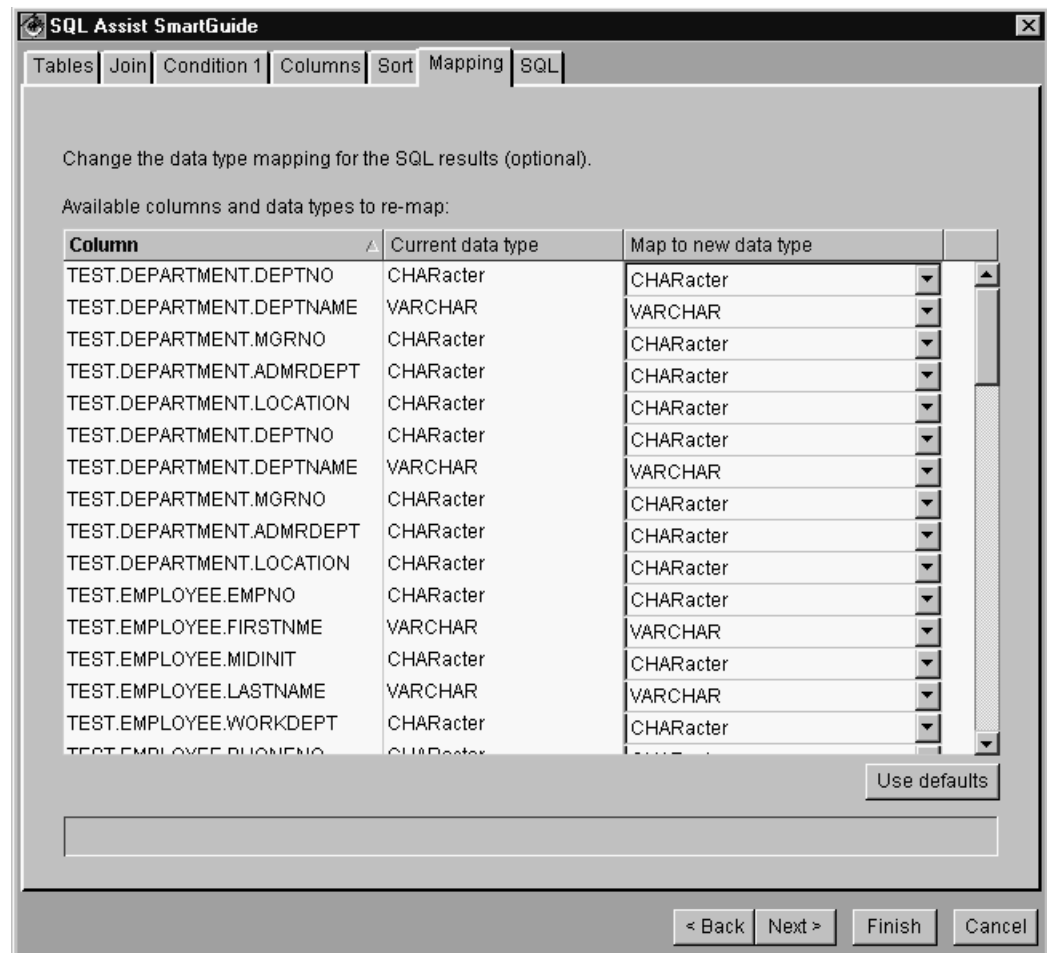 SQL Assist SmartGuide
Tables Join Condition 1 Columns Sort Mapping SQL
Change the data type mapping for the SQL results (optional).
Available columns and data types to re-map:
Column Current data type Map to new data type
TEST.DEPARTMENT.DEPTNO CHARacter CHARacter
TEST.DEPARTMENT.DEPTNAME VARCHAR VARCHAR
TEST.DEPARTMENT.MGRNO CHARacter CHARacter
TEST.DEPARTMENT.ADMRDEPT CHARacter CHARacter
TEST.DEPARTMENT.LOCATION CHARacter CHARacter
TEST.DEPARTMENT.DEPTNO CHARacter CHARacter
TEST.DEPARTMENT.DEPTNAME VARCHAR VARCHAR
TEST.DEPARTMENT.MGRNO CHARacter CHARacter
TEST.DEPARTMENT.ADMRDEPT CHARacter CHARacter
TEST.DEPARTMENT.LOCATION CHARacter CHARacter
TEST.EMPLOYEE.EMPNO CHARacter CHARacter
TEST.EMPLOYEE.FIRSTNME VARCHAR VARCHAR
TEST.EMPLOYEE.MIDINIT CHARacter CHARacter
TEST.EMPLOYEE.LASTNAME VARCHAR VARCHAR
TEST.EMPLOYEE.WORKDEPT CHARacter CHARacter
Use defaults
< Back Next > Finish Cancel